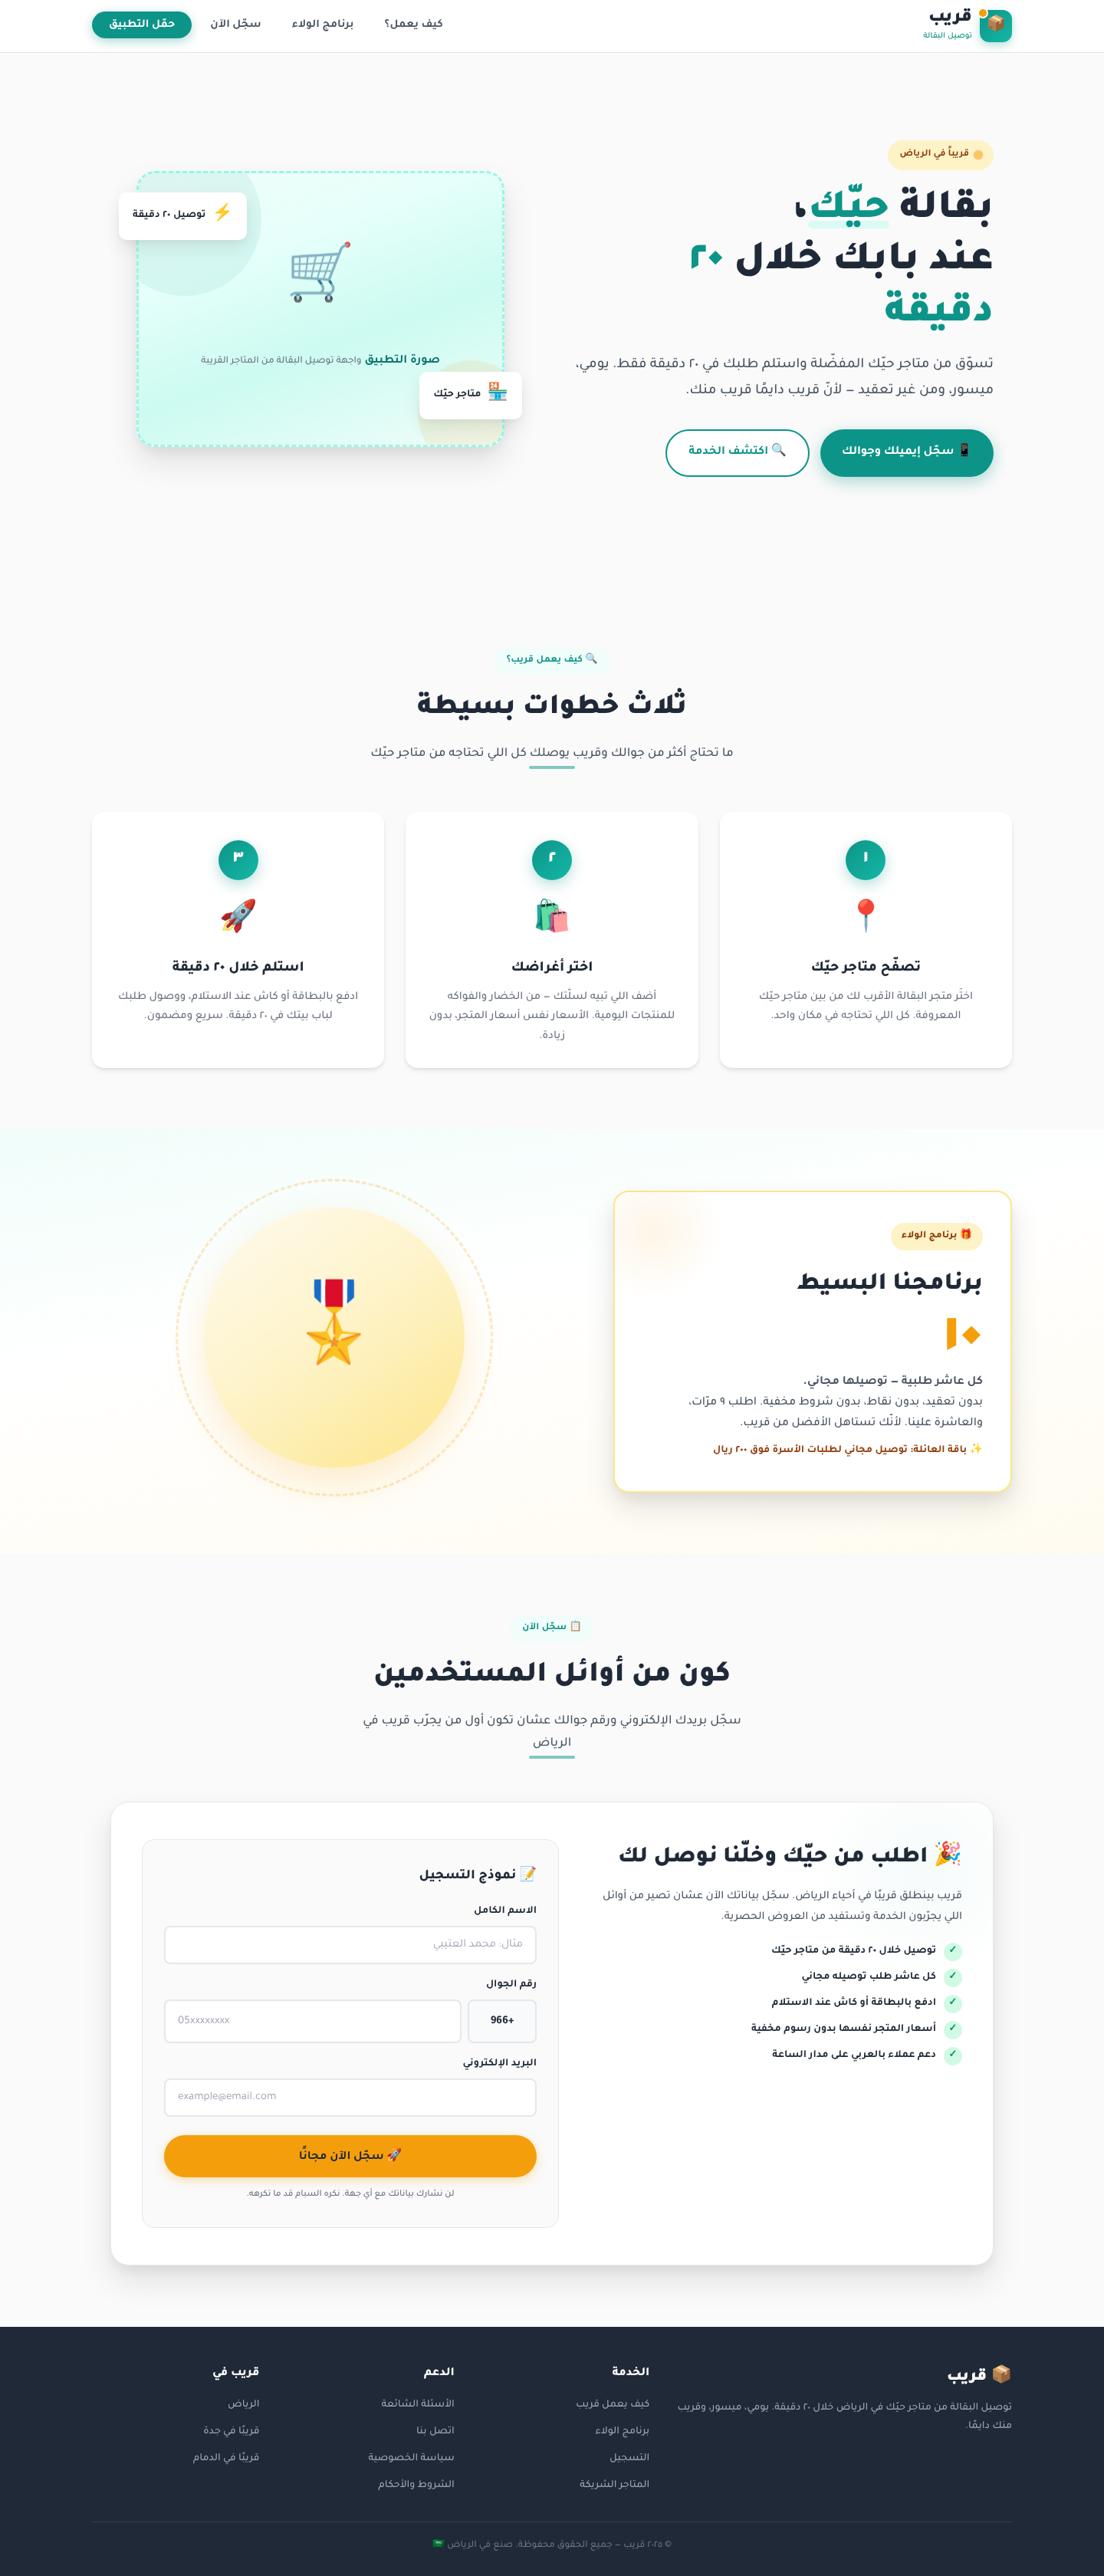 قريب
توصيل البقالة
كيف يعمل؟
برنامج الولاء
سجّل الآن
حمّل التطبيق
قريباً في الرياض
بقالة حيّك،
عند بابك خلال ٢٠
دقيقة
تسوّق من متاجر حيّك المفضّلة واستلم طلبك في ٢٠ دقيقة فقط. يومي،
ميسور، ومن غير تعقيد – لأنّ قريب دايمًا قريب منك.
📱 سجّل إيميلك وجوالك
🔍 اكتشف الخدمة
⚡ توصيل ٢٠ دقيقة
صورة التطبيق واجهة توصيل البقالة من المتاجر القريبة
🏪 متاجر حيّك
🔍 كيف يعمل قريب؟
ثلاث خطوات بسيطة
ما تحتاج أكثر من جوالك وقريب يوصلك كل اللي تحتاجه من متاجر حيّك
١
تصفّح متاجر حيّك
اختَر متجر البقالة الأقرب لك من بين متاجر حيّك
المعروفة. كل اللي تحتاجه في مكان واحد.
٢
اختر أغراضك
أضف اللي تبيه لسلّتك – من الخضار والفواكه
للمنتجات اليومية. الأسعار نفس أسعار المتجر، بدون
زيادة.
٣
استلم خلال ٢٠ دقيقة
ادفع بالبطاقة أو كاش عند الاستلام، ووصول طلبك
لباب بيتك في ٢٠ دقيقة. سريع ومضمون.
🎁 برنامج الولاء
برنامجنا البسيط
١٠
كل عاشر طلبية – توصيلها مجاني.
بدون تعقيد، بدون نقاط، بدون شروط مخفية. اطلب ٩ مرّات،
والعاشرة علينا. لأنّك تستاهل الأفضل من قريب.
✨ باقة العائلة: توصيل مجاني لطلبات الأسرة فوق ٢٠٠ ريال
📋 سجّل الآن
كون من أوائل المستخدمين
سجّل بريدك الإلكتروني ورقم جوالك عشان تكون أول من يجرّب قريب في
الرياض
🎉 اطلب من حيّك وخلّنا نوصل لك
قريب بينطلق قريبًا في أحياء الرياض. سجّل بياناتك الآن عشان تصير من أوائل
اللي يجرّبون الخدمة وتستفيد من العروض الحصرية.
✓ توصيل خلال ٢٠ دقيقة من متاجر حيّك
✓ كل عاشر طلب توصيله مجاني
✓ ادفع بالبطاقة أو كاش عند الاستلام
✓ أسعار المتجر نفسها بدون رسوم مخفية
✓ دعم عملاء بالعربي على مدار الساعة
📝 نموذج التسجيل
الاسم الكامل
مثال: محمد العتيبي
رقم الجوال
966+
05xxxxxxxx
البريد الإلكتروني
example@email.com
🚀 سجّل الآن مجانًا
لن نشارك بياناتك مع أي جهة. نكره السبام قد ما تكرهه.
📦 قريب
توصيل البقالة من متاجر حيّك في الرياض خلال ٢٠ دقيقة. يومي، ميسور، وقريب
منك دايمًا.
الخدمة
كيف يعمل قريب
برنامج الولاء
التسجيل
المتاجر الشريكة
الدعم
الأسئلة الشائعة
اتصل بنا
سياسة الخصوصية
الشروط والأحكام
قريب في
الرياض
قريبًا في جدة
قريبًا في الدمام
© ٢٠٢٥ قريب – جميع الحقوق محفوظة. صنع في الرياض 🇸🇦